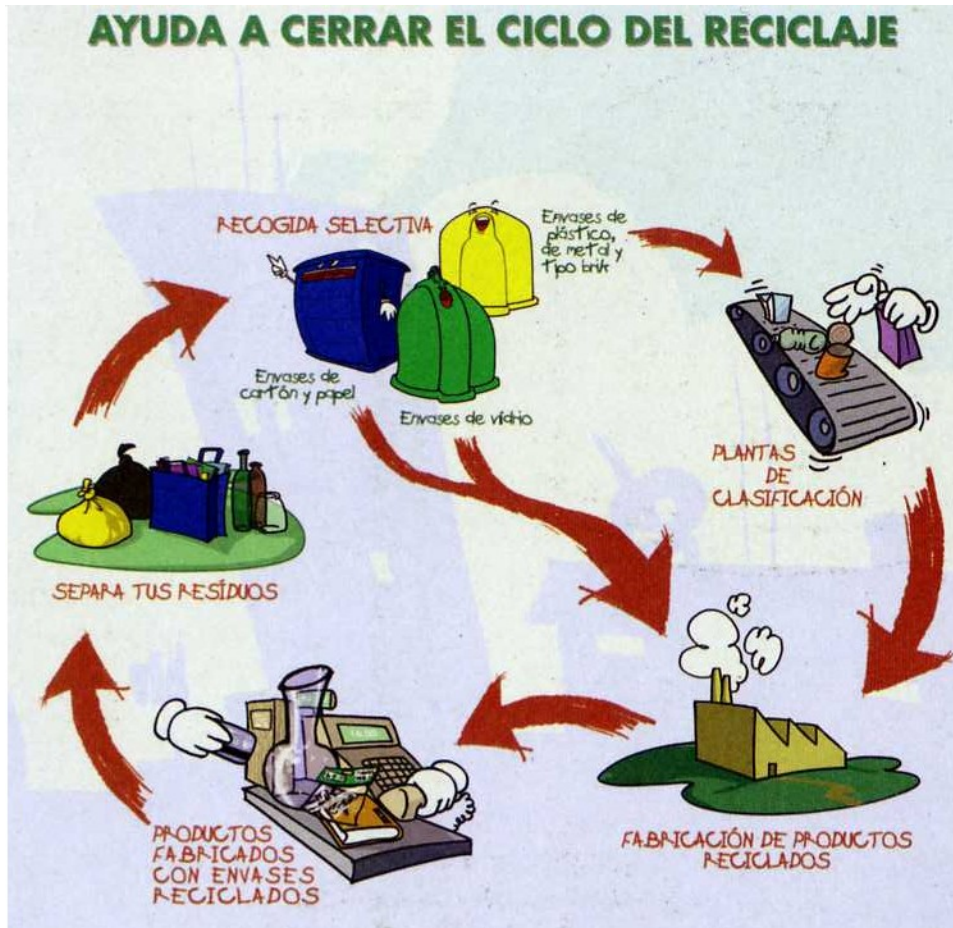 AYUDA A CERRAR EL CICLO DEL RECICLAJE
RECOGIDA SELECTIVA
Envases de
plástico,
de metal y
tipo brik
Envases de
cartón y papel
Envases de vidrio
PLANTAS
DE
CLASIFICACIÓN
SEPARA TUS RESÍDUOS
PRODUCTOS
FABRICADOS
CON ENVASES
RECICLADOS
FABRICACIÓN DE PRODUCTOS
RECICLADOS